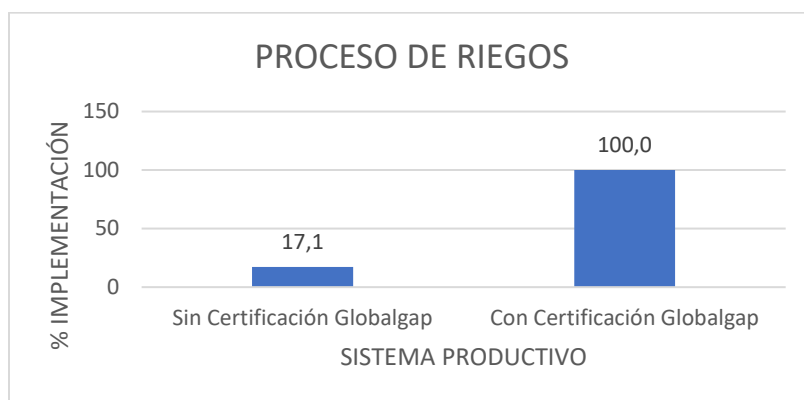 PROCESO DE RIEGOS
% IMPLEMENTACIÓN
150
100
50
0
17,1
100,0
Sin Certificación Globalgap
Con Certificación Globalgap
SISTEMA PRODUCTIVO